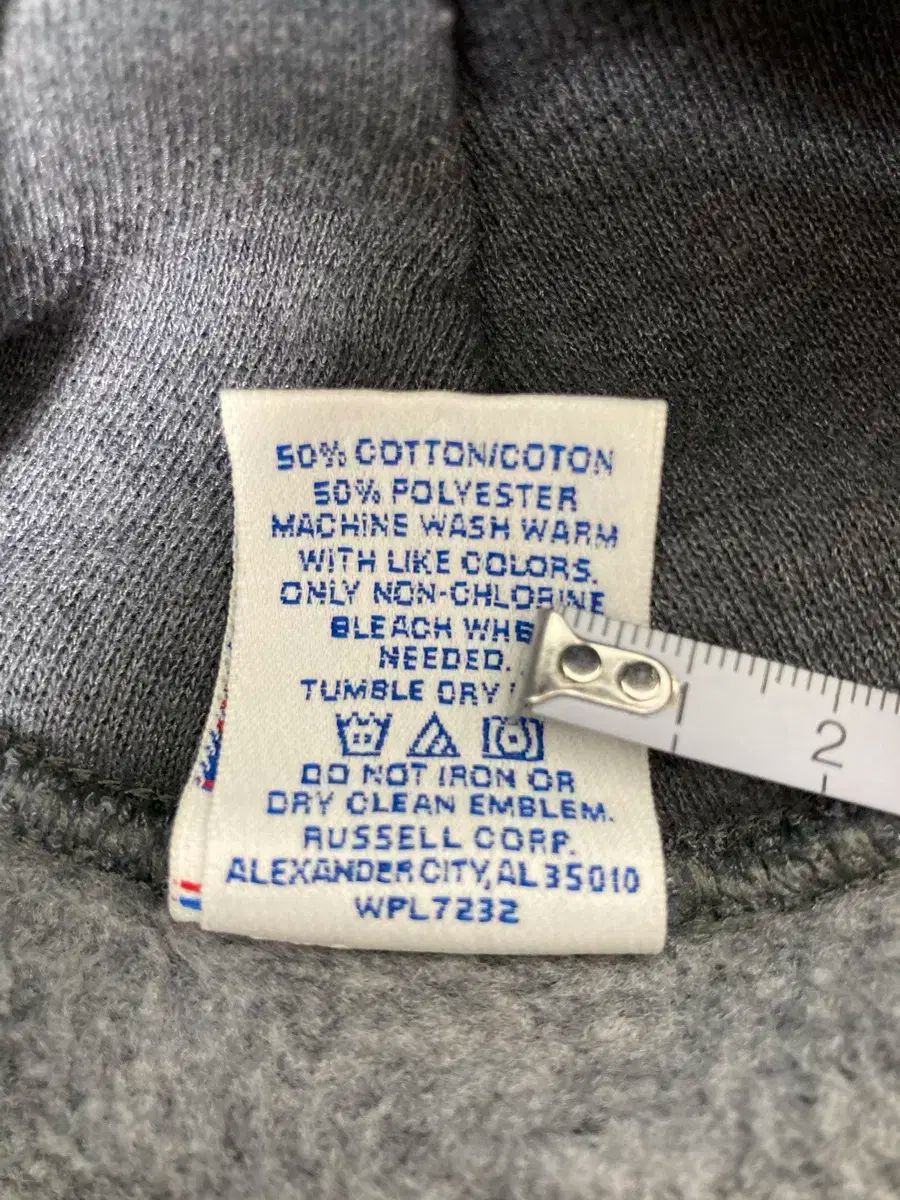 50% COTTON/COTON
50% POLYESTER
MACHINE WASH WARM
WITH LIKE COLORS.
ONLY NON-CHLORINE
BLEACH WHE
NEEDED.
TUMBLE DRY
DO NOT IRON OR
DRY CLEAN EMBLEM.
RUSSELL CORP.
ALEXANDER CITY, AL 35010
WPL7232
2